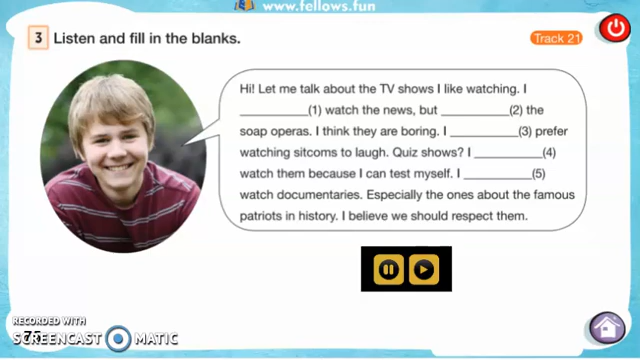 www.fellows.fun
3 Listen and fill in the blanks.
Track 21
Hi! Let me talk about the TV shows I like watching. I
__________(1) watch the news, but __________(2) the
soap operas. I think they are boring. I __________(3) prefer
watching sitcoms to laugh. Quiz shows? I __________(4)
watch them because I can test myself. I __________(5)
watch documentaries. Especially the ones about the famous
patriots in history. I believe we should respect them.
RECORDED WITH
75
SCREENCAST MATIC